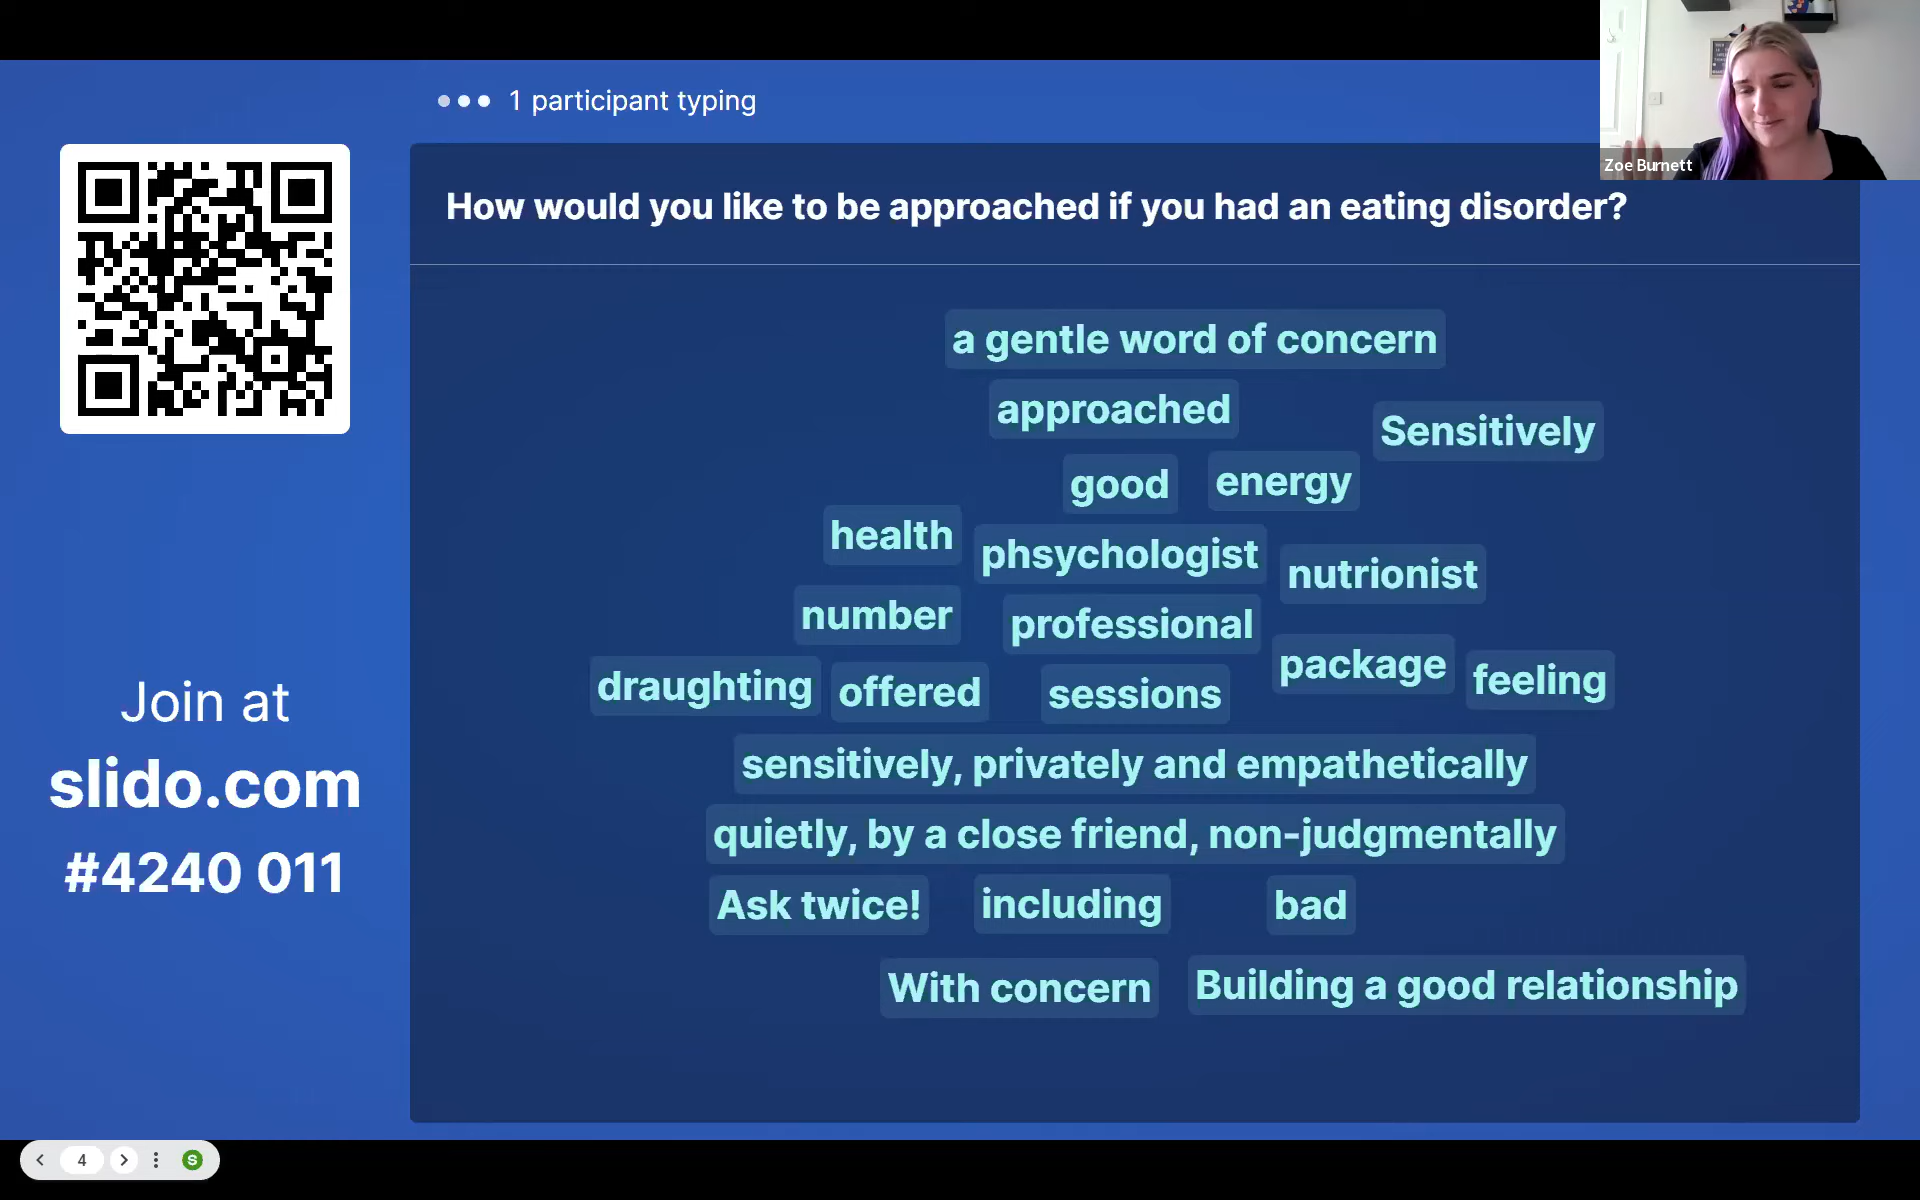 1 participant typing
Zoe Burnett
How would you like to be approached if you had an eating disorder?
a gentle word of concern
approached
Sensitively
good
energy
health
phsychologist
nutrionist
number
professional
package
feeling
draughting
offered
sessions
sensitively, privately and empathetically
quietly, by a close friend, non-judgmentally
Ask twice!
including
bad
With concern
Building a good relationship
Join at
slido.com
#4240 011
4
S